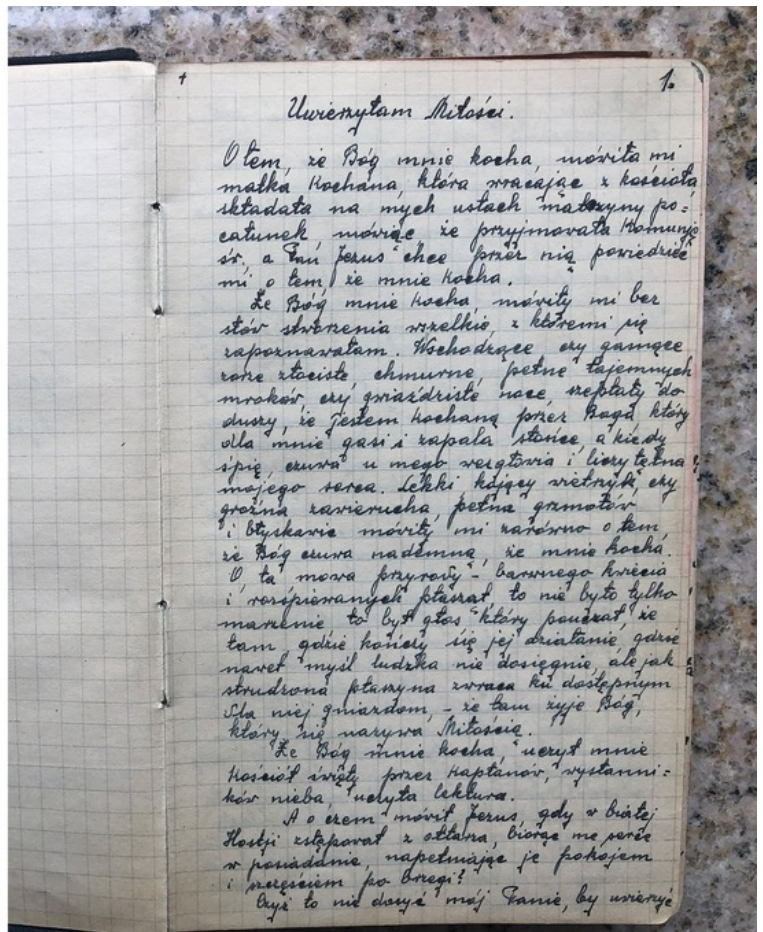 +
1.
Uwierzyłam Miłości.
O tem, że Bóg mnie kocha, mówiła mi
matka kochana, która wracając z kościoła
składała na mych ustach matczyny po=
całunek, mówiąc, że przyjmowała Komunję
św, a Pan Jezus chce przez nią powiedzieć
mi o tem, że mnie kocha.
Że Bóg mnie kocha, mówiły mi bez
słów stworzenia wszelkie, z któremi się
zapoznawałam. Wschodzące czy gasnące
zorze złociste, chmurne, pełne tajemnych
mroków, czy gwiaździste noce, szeptały do
duszy, że jestem kochaną przez Boga który
dla mnie gasi i zapala słońce, a kiedy
śpię, czuwa u mego wezgłowia i liczy tętna
mojego serca. Lekki kojący wietrzyk, czy
groźna zawierucha, pełna grzmotów
i błyskawic mówiły mi zarówno o tem,
że Bóg czuwa nademną, że mnie kocha.
O, ta mowa przyrody - barwnego kwiecia
i rozśpiewanych ptasząt to nie było tylko
marzenie to był głos który pouczał, że
tam, gdzie kończy się jej działanie, gdzie
nawet myśl ludzka nie dosięgnie, ale jak
strudzona ptaszyna zwraca ku dostępnym
dla niej gniazdom, - że tam żyje Bóg,
który się nazywa Miłością.
Że Bóg mnie kocha, uczył mnie
Kościół święty przez kapłanów, wysłanni=
ków nieba, uczyła lektura.
A o czem mówił Jezus, gdy w białej
Hostji zstępował z ołtarza, biorąc me serce
w posiadanie, napełniając je pokojem
i szczęściem po brzegi?
Czyż to nie dosyć mój Panie, by uwierzyć